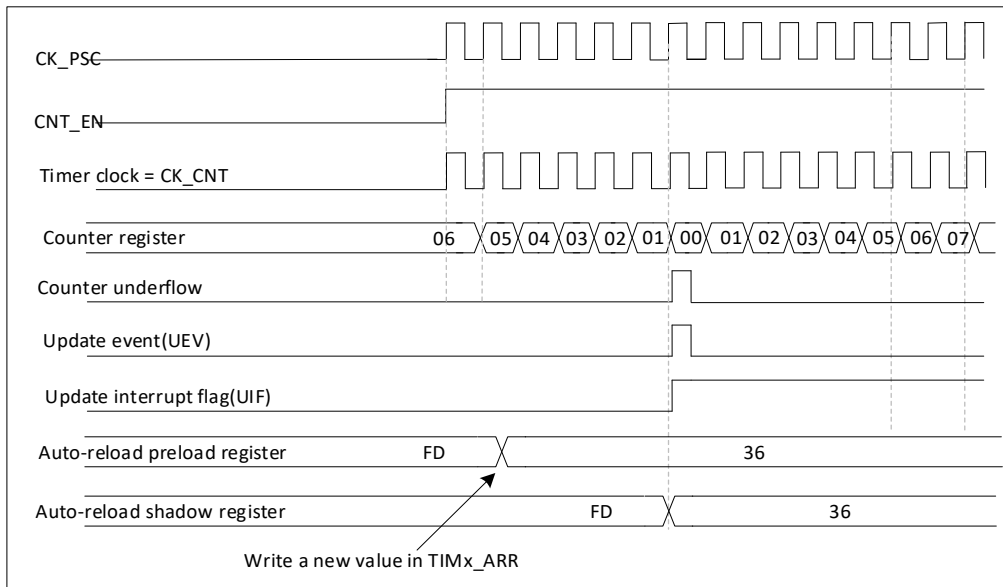 CK_PSC
CNT_EN
Timer clock = CK_CNT
Counter register 06 05 04 03 02 01 00 01 02 03 04 05 06 07
Counter underflow
Update event(UEV)
Update interrupt flag(UIF)
Auto-reload preload register FD 36
Auto-reload shadow register FD 36
Write a new value in TIMx_ARR